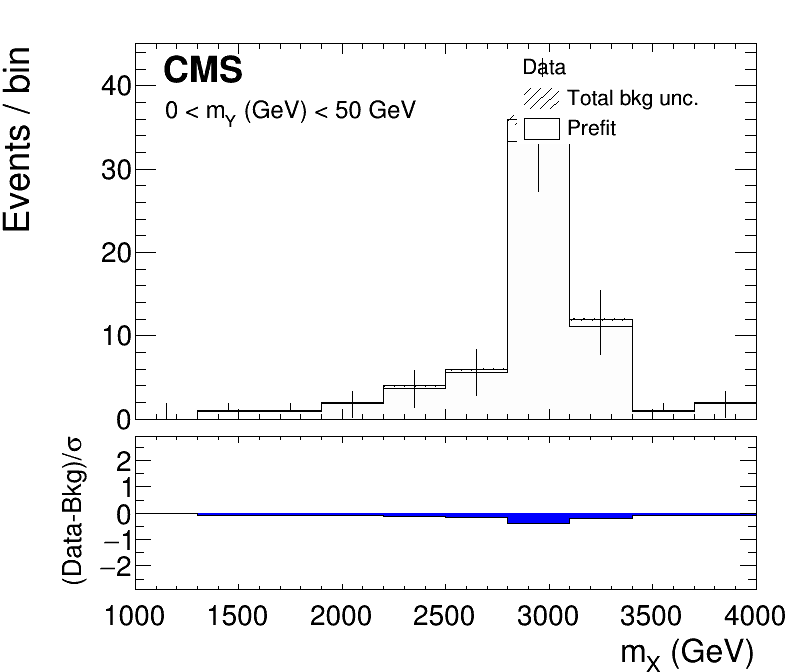 CMS
0 < mY (GeV) < 50 GeV
Data
Total bkg unc.
Prefit
Events / bin
40
30
20
10
0
(Data-Bkg)/σ
2
1
0
−1
−2
1000 1500 2000 2500 3000 3500 4000
mX (GeV)